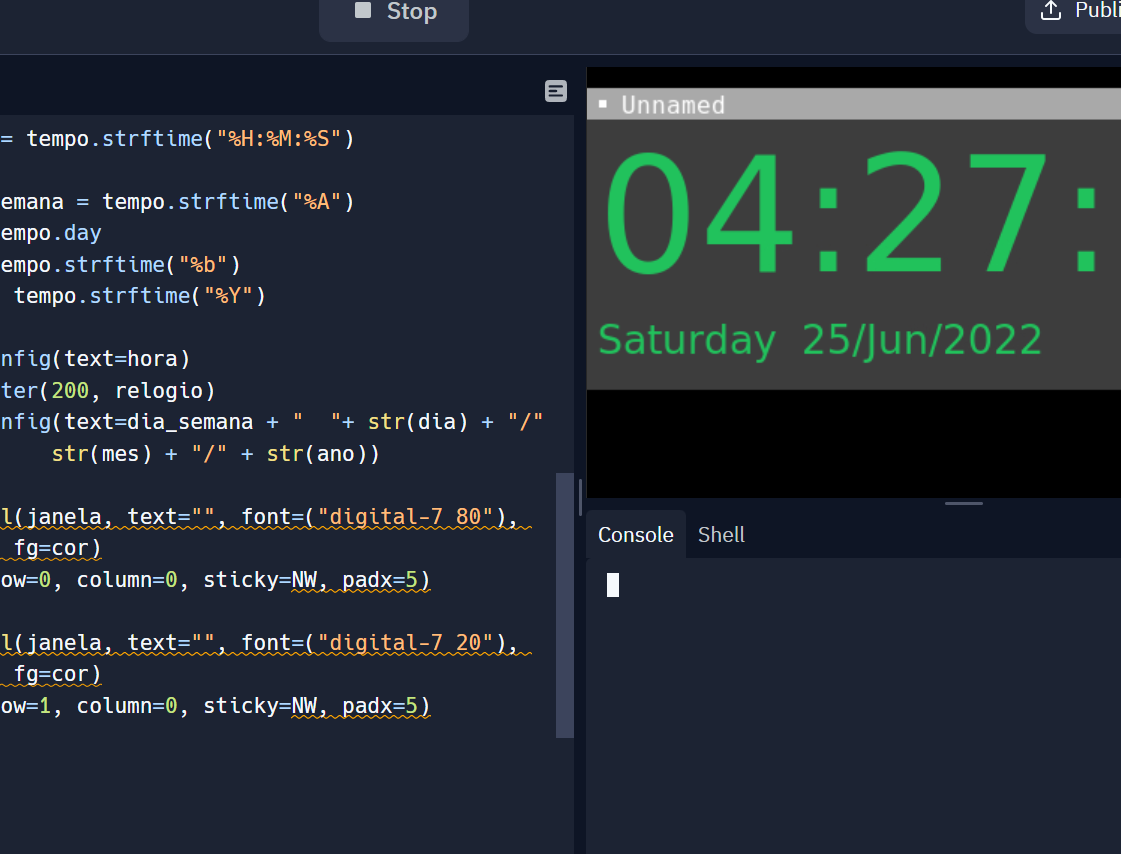 Stop
Publi
= tempo.strftime("%H:%M:%S")
emana = tempo.strftime("%A")
empo.day
empo.strftime("%b")
tempo.strftime("%Y")
nfig(text=hora)
ter(200, relogio)
nfig(text=dia_semana + "  "+ str(dia) + "/"
str(mes) + "/" + str(ano))
l(janela, text="", font=("digital-7 80"),
fg=cor)
ow=0, column=0, sticky=NW, padx=5)
l(janela, text="", font=("digital-7 20"),
fg=cor)
ow=1, column=0, sticky=NW, padx=5)
Unnamed
04:27:
Saturday  25/Jun/2022
Console Shell